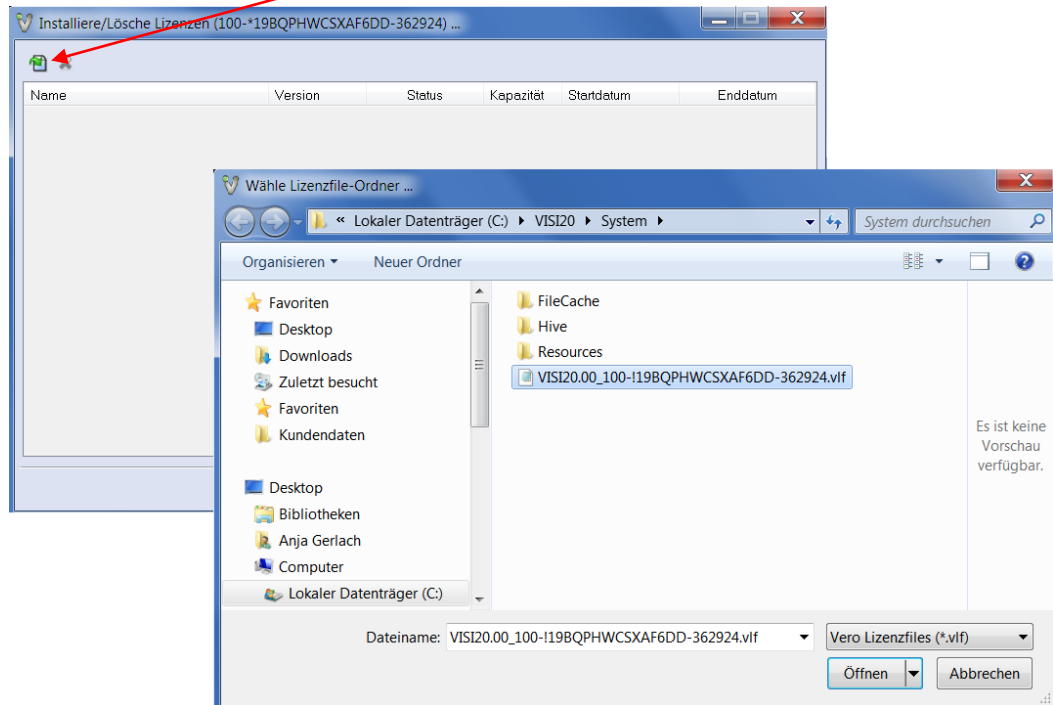 Installiere/Lösche Lizenzen (100-*19BQPHWCSXAF6DD-362924) ...
Name Version Status Kapazität Startdatum Enddatum
Wähle Lizenzfile-Ordner ...
« Lokaler Datenträger (C:) VISI20 System
System durchsuchen
Organisieren Neuer Ordner
Favoriten
Desktop
Downloads
Zuletzt besucht
Favoriten
Kundendaten
Desktop
Bibliotheken
Anja Gerlach
Computer
Lokaler Datenträger (C:)
FileCache
Hive
Resources
VISI20.00_100-!19BQPHWCSXAF6DD-362924.vlf
Es ist keine
Vorschau
verfügbar.
Dateiname: VISI20.00_100-!19BQPHWCSXAF6DD-362924.vlf Vero Lizenzfiles (*.vlf)
Öffnen Abbrechen